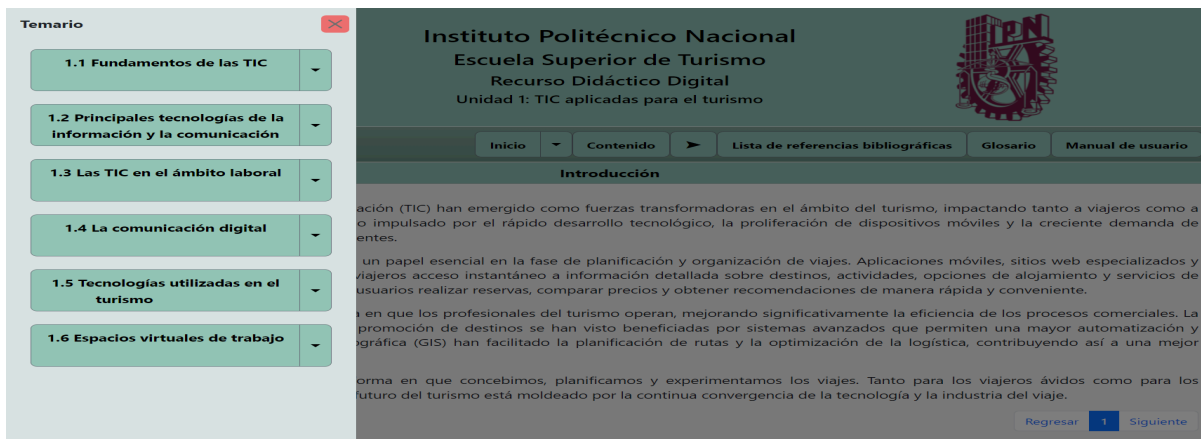 Temario
1.1 Fundamentos de las TIC
1.2 Principales tecnologías de la
información y la comunicación
1.3 Las TIC en el ámbito laboral
1.4 La comunicación digital
1.5 Tecnologías utilizadas en el
turismo
1.6 Espacios virtuales de trabajo
Instituto Politécnico Nacional
Escuela Superior de Turismo
Recurso Didáctico Digital
Unidad 1: TIC aplicadas para el turismo
IPN
Inicio Contenido Lista de referencias bibliográficas Glosario Manual de usuario
Introducción
ación (TIC) han emergido como fuerzas transformadoras en el ámbito del turismo, impactando tanto a viajeros como a
o impulsado por el rápido desarrollo tecnológico, la proliferación de dispositivos móviles y la creciente demanda de
entes.
un papel esencial en la fase de planificación y organización de viajes. Aplicaciones móviles, sitios web especializados y
viajeros acceso instantáneo a información detallada sobre destinos, actividades, opciones de alojamiento y servicios de
usuarios realizar reservas, comparar precios y obtener recomendaciones de manera rápida y conveniente.
en que los profesionales del turismo operan, mejorando significativamente la eficiencia de los procesos comerciales. La
promoción de destinos se han visto beneficiadas por sistemas avanzados que permiten una mayor automatización y
ográfica (GIS) han facilitado la planificación de rutas y la optimización de la logística, contribuyendo así a una mejor
orma en que concebimos, planificamos y experimentamos los viajes. Tanto para los viajeros ávidos como para los
futuro del turismo está moldeado por la continua convergencia de la tecnología y la industria del viaje.
Regresar 1 Siguiente